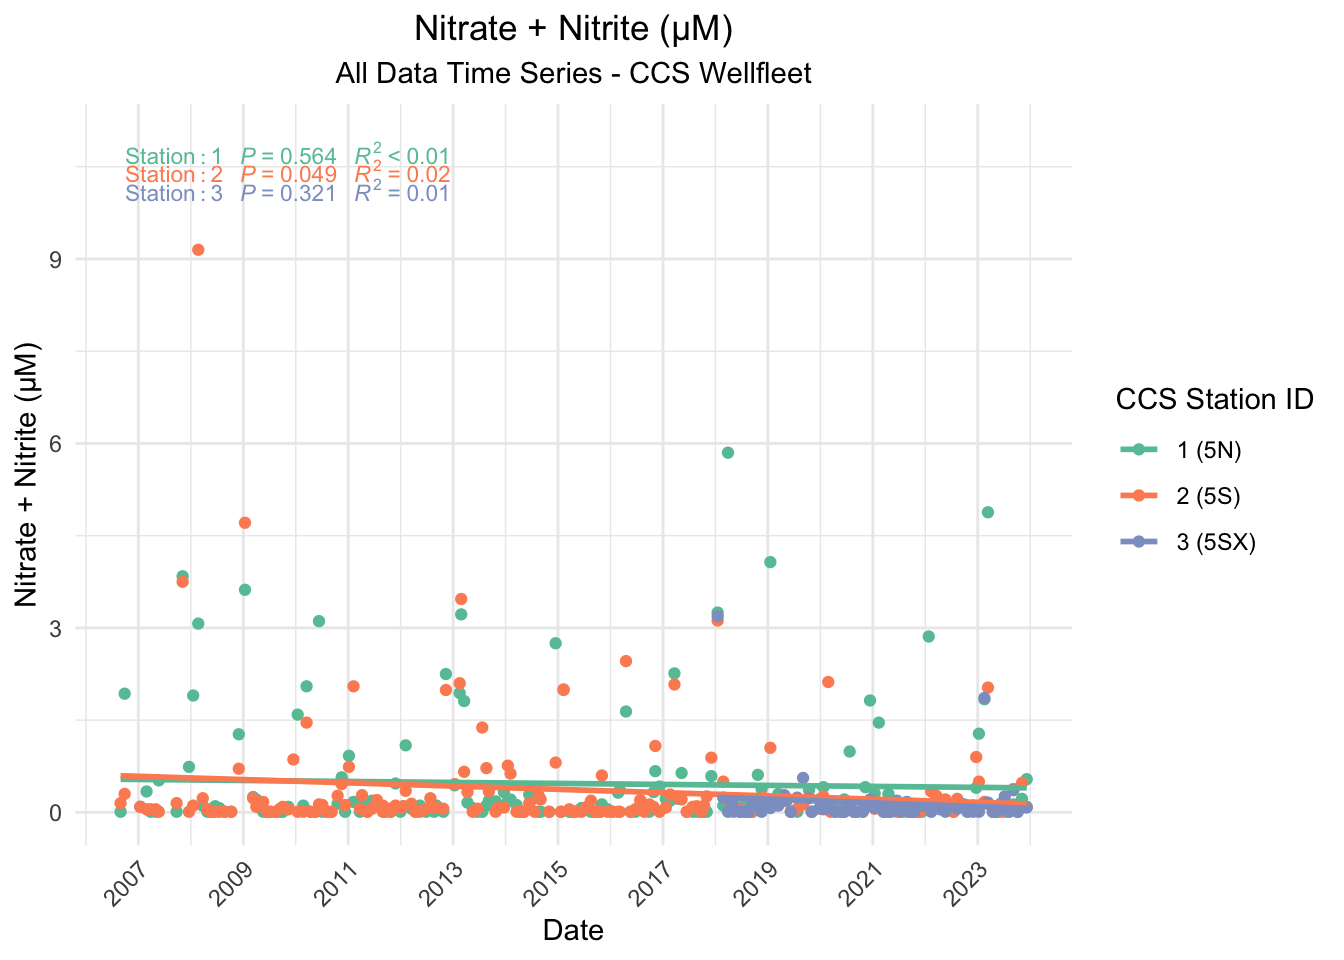 Nitrate + Nitrite (µM)
All Data Time Series - CCS Wellfleet
Station : 1 P = 0.564 R² < 0.01
Station : 2 P = 0.049 R² = 0.02
Station : 3 P = 0.321 R² = 0.01
9
6
3
0
Nitrate + Nitrite (µM)
2007 2009 2011 2013 2015 2017 2019 2021 2023
Date
CCS Station ID
1 (5N)
2 (5S)
3 (5SX)